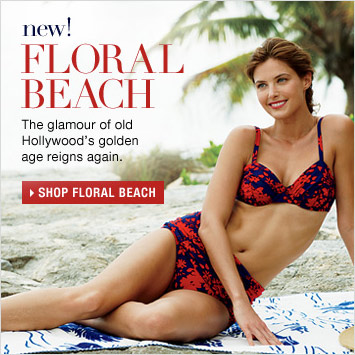 new!
FLORAL
BEACH
The glamour of old
Hollywood's golden
age reigns again.
SHOP FLORAL BEACH